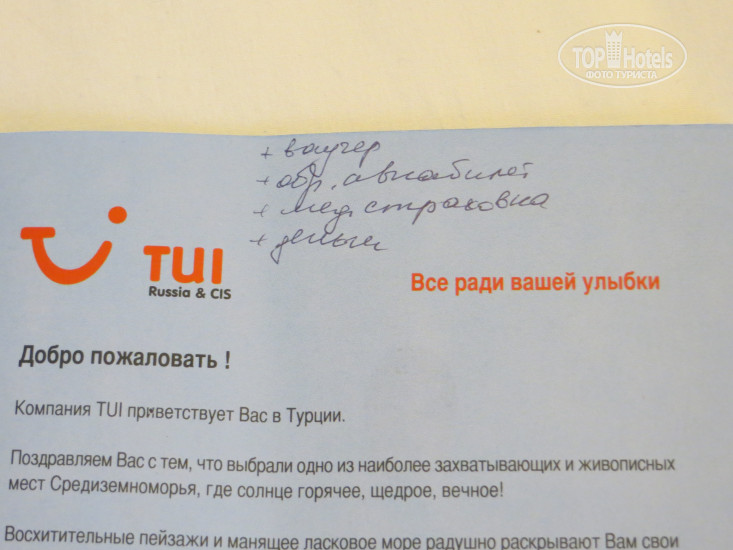 TOP Hotels
ФОТО ТУРИСТА
+ ваучер
+ обр. авиабилет
+ мед. страховка
+ деньги
TUI
Russia & CIS
Все ради вашей улыбки
Добро пожаловать !
Компания TUI приветствует Вас в Турции.
Поздравляем Вас с тем, что выбрали одно из наиболее захватывающих и живописных
мест Средиземноморья, где солнце горячее, щедрое, вечное!
Восхитительные пейзажи и манящее ласковое море радушно раскрывают Вам свои